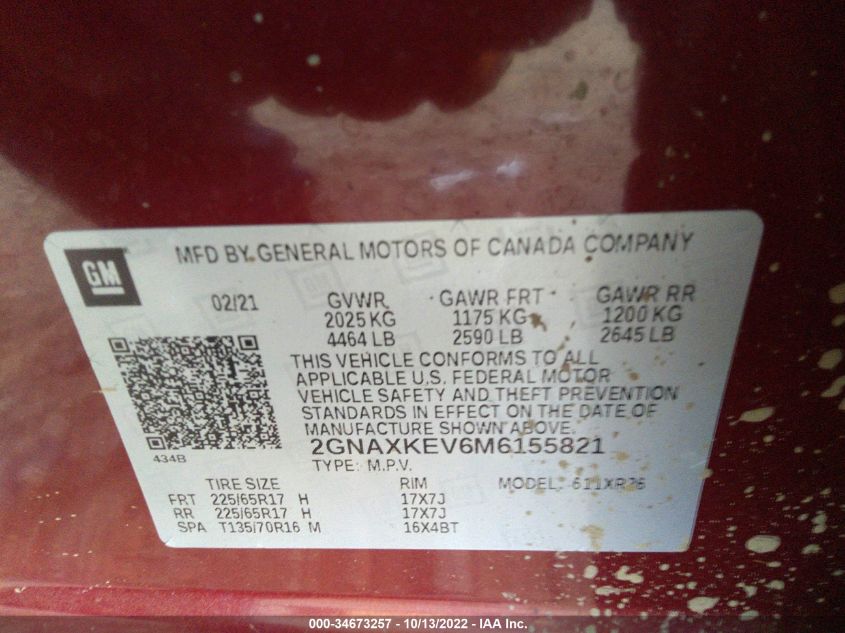 GM
MFD BY GENERAL MOTORS OF CANADA COMPANY
02/21 GVWR GAWR FRT GAWR RR
2025 KG 1175 KG 1200 KG
4464 LB 2590 LB 2645 LB
THIS VEHICLE CONFORMS TO ALL
APPLICABLE U.S. FEDERAL MOTOR
VEHICLE SAFETY AND THEFT PREVENTION
STANDARDS IN EFFECT ON THE DATE OF
MANUFACTURE SHOWN ABOVE.
434B
2GNAXKEV6M6155821
TYPE: M.P.V.
TIRE SIZE RIM MODEL:
FRT 225/65R17 H 17X7J
RR 225/65R17 H 17X7J
SPA T135/70R16 M 16X4BT
000-34673257 - 10/13/2022 - IAA Inc.